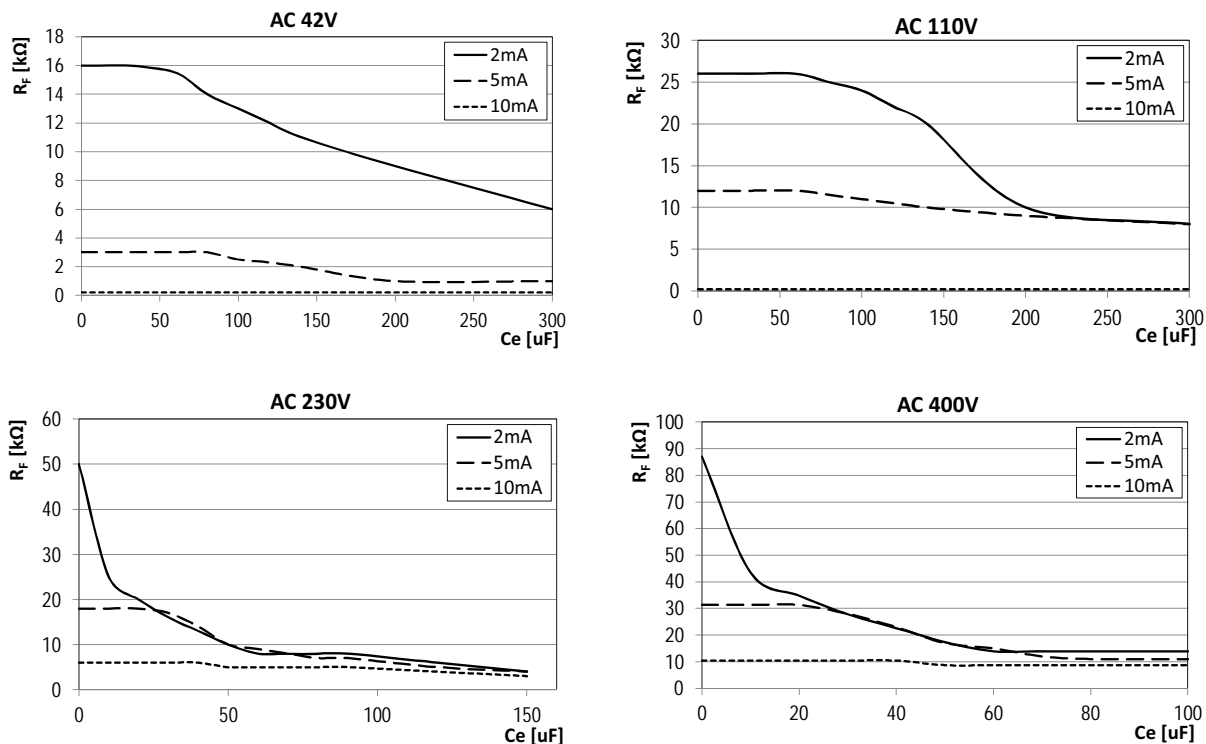 AC 42V
R_F [kΩ]
18
16
14
12
10
8
6
4
2
0
2mA
5mA
10mA
0 50 100 150 200 250 300
Ce [uF]
AC 110V
R_F [kΩ]
30
25
20
15
10
5
0
2mA
5mA
10mA
0 50 100 150 200 250 300
Ce [uF]
AC 230V
R_F [kΩ]
60
50
40
30
20
10
0
2mA
5mA
10mA
0 50 100 150
Ce [uF]
AC 400V
R_F [kΩ]
100
90
80
70
60
50
40
30
20
10
0
2mA
5mA
10mA
0 20 40 60 80 100
Ce [uF]